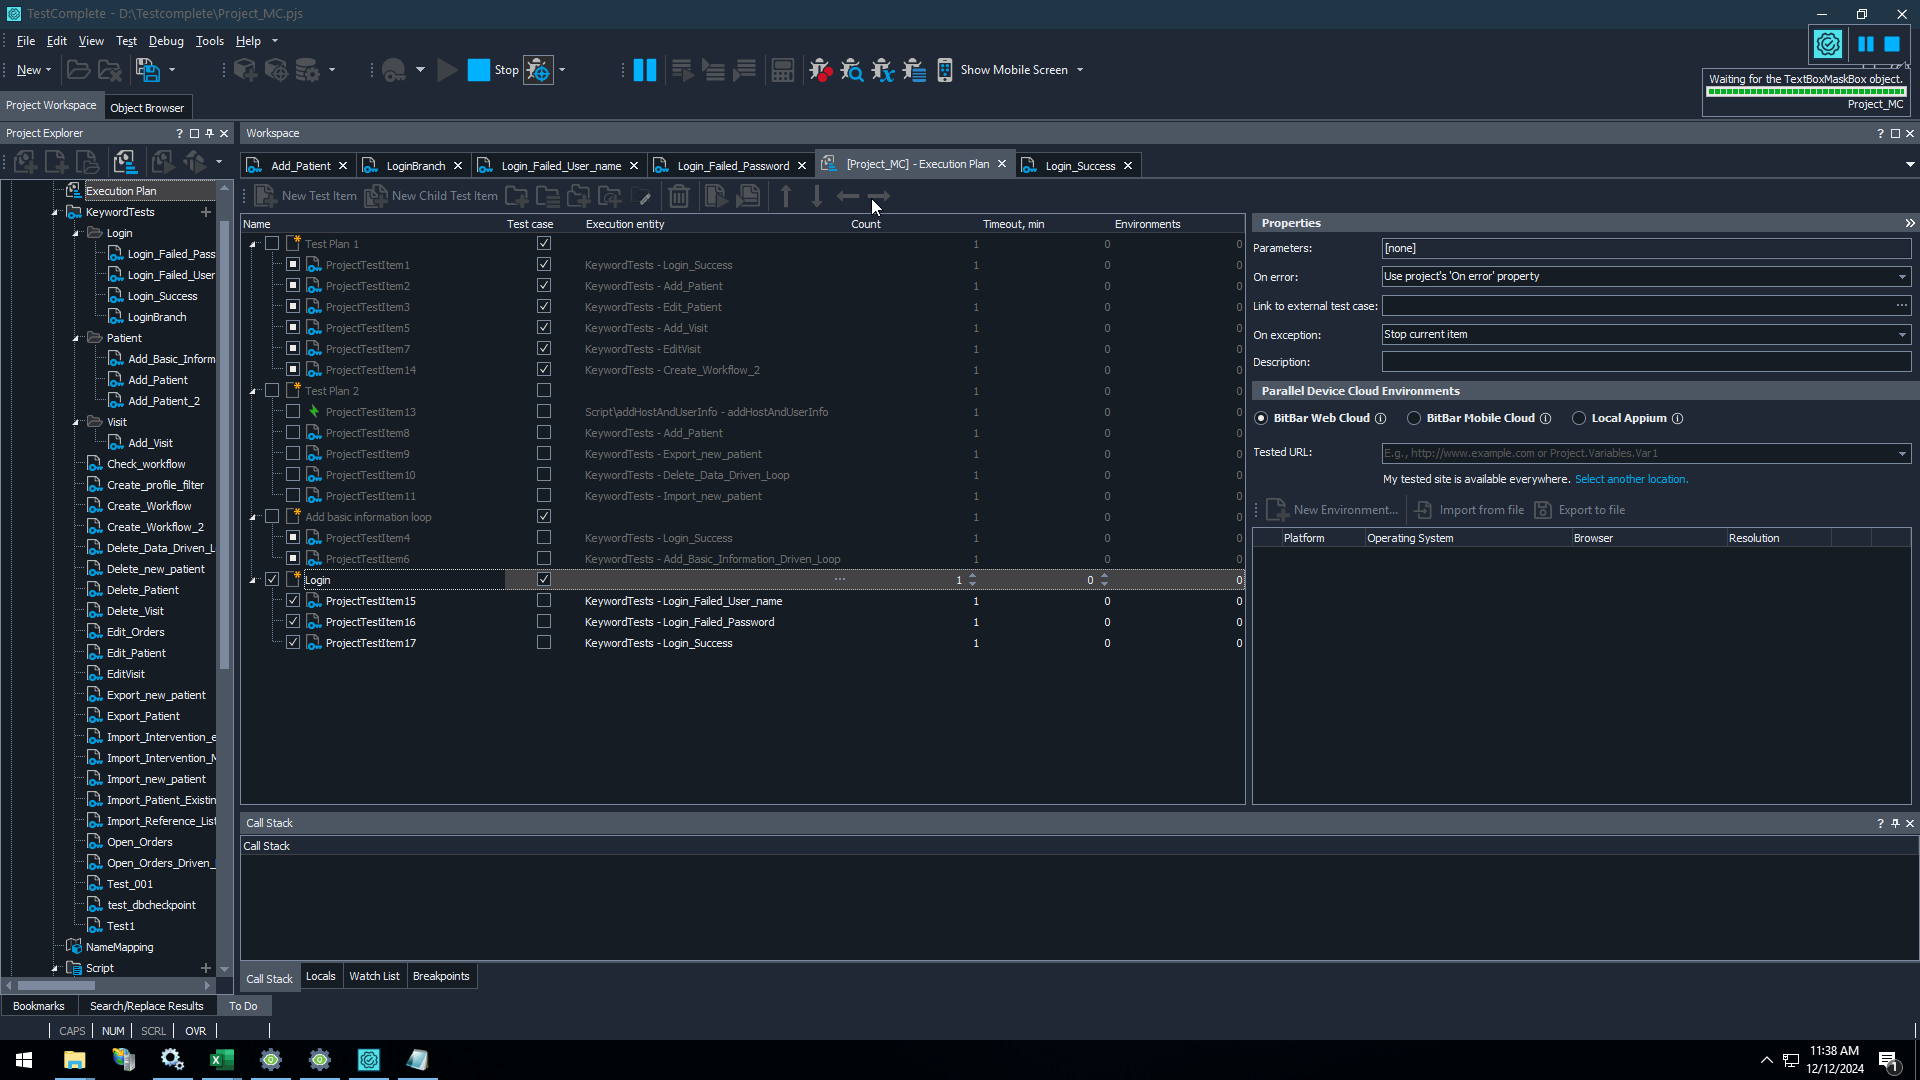 TestComplete - D:\Testcomplete\Project_MC.pjs
File Edit View Test Debug Tools Help
New Stop Show Mobile Screen
Waiting for the TextBoxMaskBox object.
Project_MC
Project Workspace Object Browser
Project Explorer ?
Workspace ?
Add_Patient LoginBranch Login_Failed_User_name Login_Failed_Password [Project_MC] - Execution Plan Login_Success
New Test Item New Child Test Item
Execution Plan
KeywordTests
Login
Login_Failed_Pass
Login_Failed_User
Login_Success
LoginBranch
Patient
Add_Basic_Inform
Add_Patient
Add_Patient_2
Visit
Add_Visit
Check_workflow
Create_profile_filter
Create_Workflow
Create_Workflow_2
Delete_Data_Driven_L
Delete_new_patient
Delete_Patient
Delete_Visit
Edit_Orders
Edit_Patient
EditVisit
Export_new_patient
Export_Patient
Import_Intervention_e
Import_Intervention_M
Import_new_patient
Import_Patient_Existin
Import_Reference_List
Open_Orders
Open_Orders_Driven_
Test_001
test_dbcheckpoint
Test1
NameMapping
Script
Name Test case Execution entity Count Timeout, min Environments
Test Plan 1 1 0 0
ProjectTestItem1 KeywordTests - Login_Success 1 0 0
ProjectTestItem2 KeywordTests - Add_Patient 1 0 0
ProjectTestItem3 KeywordTests - Edit_Patient 1 0 0
ProjectTestItem5 KeywordTests - Add_Visit 1 0 0
ProjectTestItem7 KeywordTests - EditVisit 1 0 0
ProjectTestItem14 KeywordTests - Create_Workflow_2 1 0 0
Test Plan 2 1 0 0
ProjectTestItem13 Script\addHostAndUserInfo - addHostAndUserInfo 1 0 0
ProjectTestItem8 KeywordTests - Add_Patient 1 0 0
ProjectTestItem9 KeywordTests - Export_new_patient 1 0 0
ProjectTestItem10 KeywordTests - Delete_Data_Driven_Loop 1 0 0
ProjectTestItem11 KeywordTests - Import_new_patient 1 0 0
Add basic information loop 1 0 0
ProjectTestItem4 KeywordTests - Login_Success 1 0 0
ProjectTestItem6 KeywordTests - Add_Basic_Information_Driven_Loop 1 0 0
Login ... 1 0 0
ProjectTestItem15 KeywordTests - Login_Failed_User_name 1 0 0
ProjectTestItem16 KeywordTests - Login_Failed_Password 1 0 0
ProjectTestItem17 KeywordTests - Login_Success 1 0 0
Properties
Parameters: [none]
On error: Use project's 'On error' property
Link to external test case: ...
On exception: Stop current item
Description:
Parallel Device Cloud Environments
BitBar Web Cloud BitBar Mobile Cloud Local Appium
Tested URL: E.g., http://www.example.com or Project.Variables.Var1
My tested site is available everywhere. Select another location.
New Environment... Import from file Export to file
Platform Operating System Browser Resolution
Call Stack ?
Call Stack
Call Stack Locals Watch List Breakpoints
Bookmarks Search/Replace Results To Do
CAPS NUM SCRL OVR
11:38 AM
12/12/2024
1